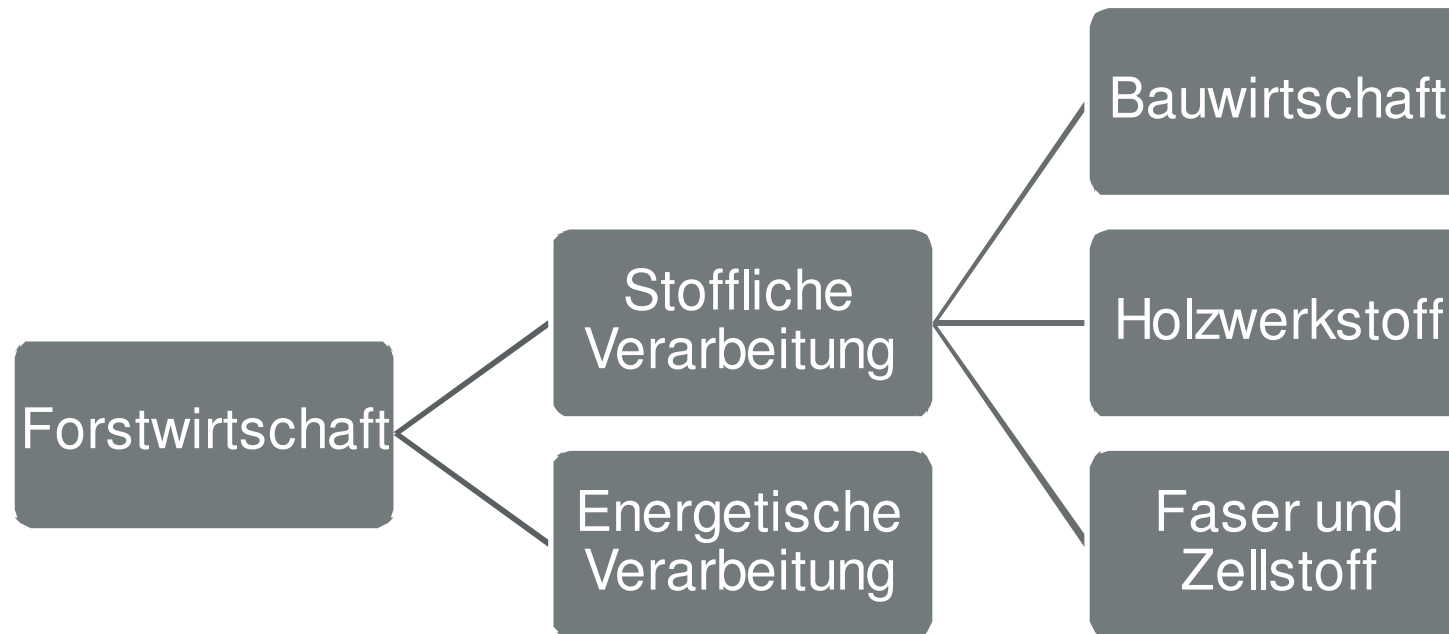 Forstwirtschaft
Stoffliche
Verarbeitung
Energetische
Verarbeitung
Bauwirtschaft
Holzwerkstoff
Faser und
Zellstoff